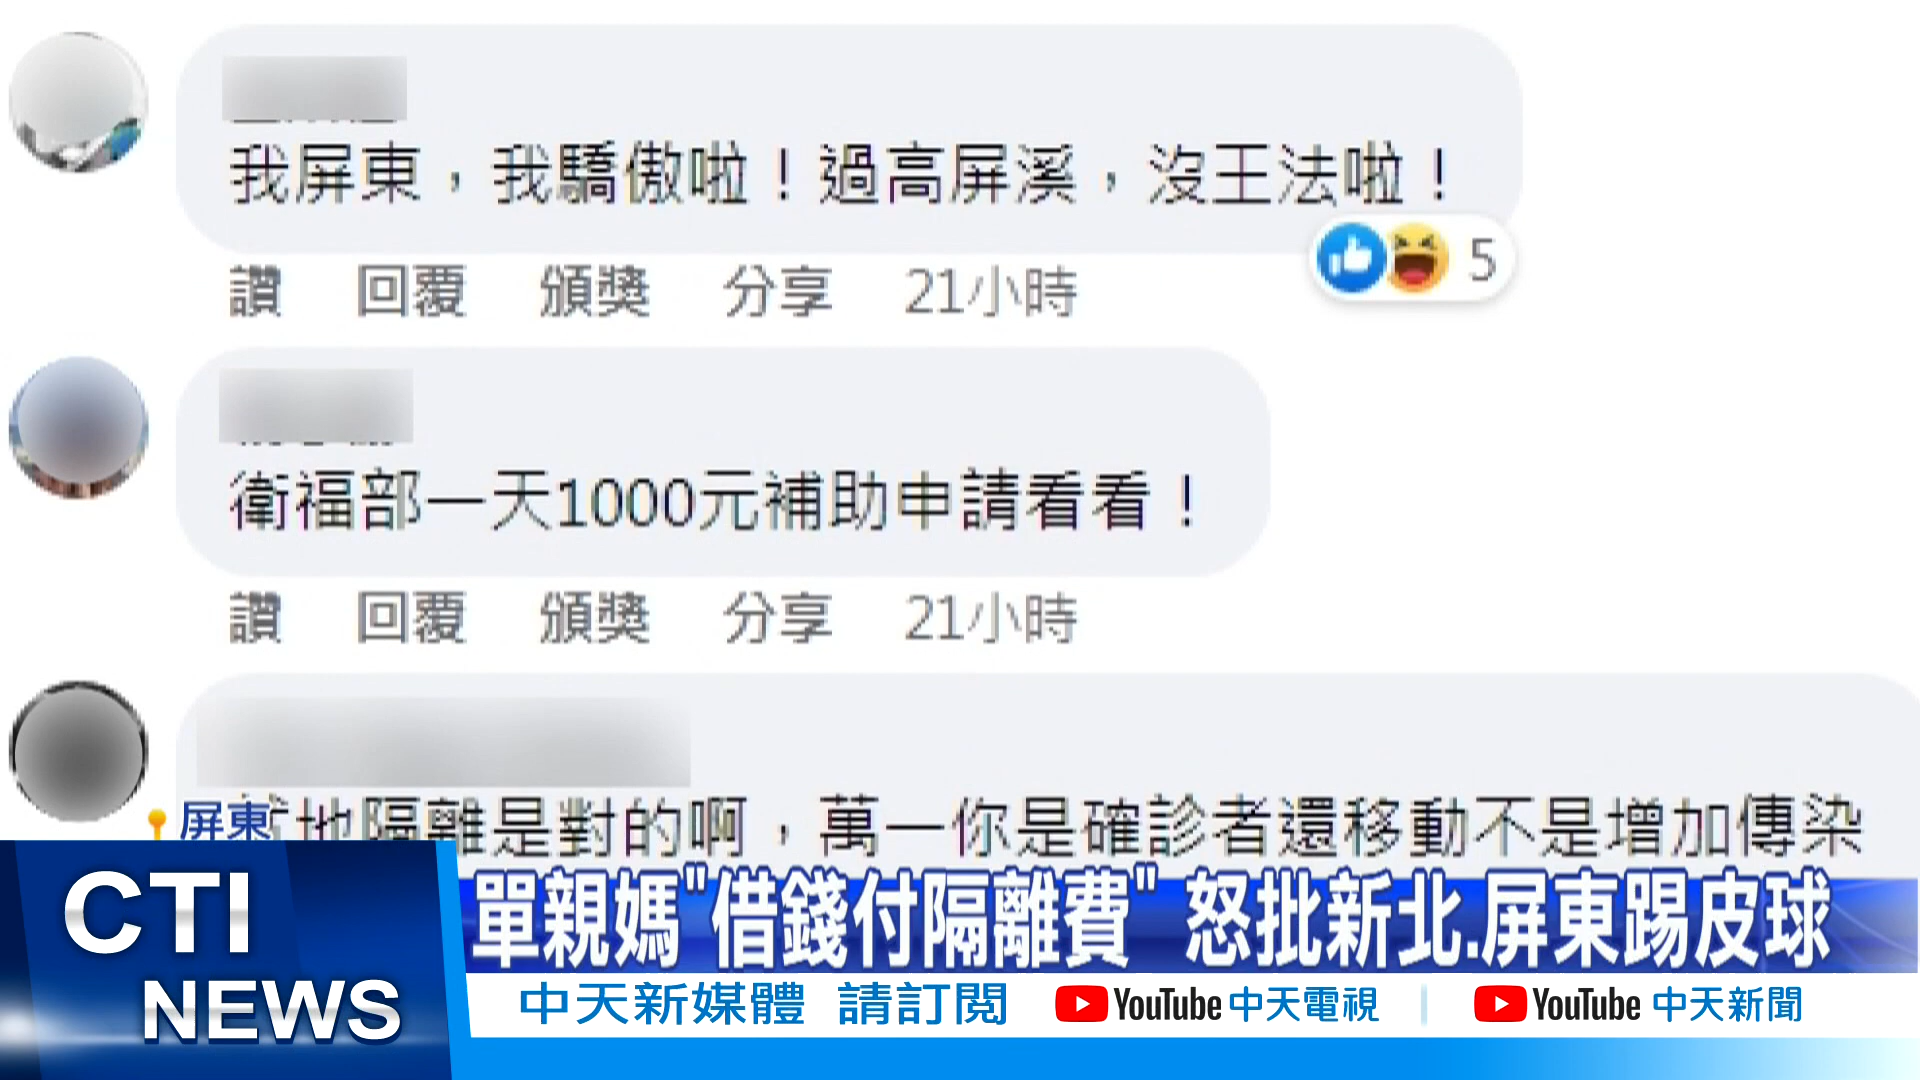 我屏東，我驕傲啦！過高屏溪，沒王法啦！
5
讚 回覆 頒獎 分享 21小時
衛福部一天1000元補助申請看看！
讚 回覆 頒獎 分享 21小時
地隔離是對的啊，萬一你是確診者還移動不是增加傳染
屏東
CTI NEWS
單親媽"借錢付隔離費" 怒批新北.屏東踢皮球
中天新媒體 請訂閱 YouTube 中天電視 | YouTube 中天新聞